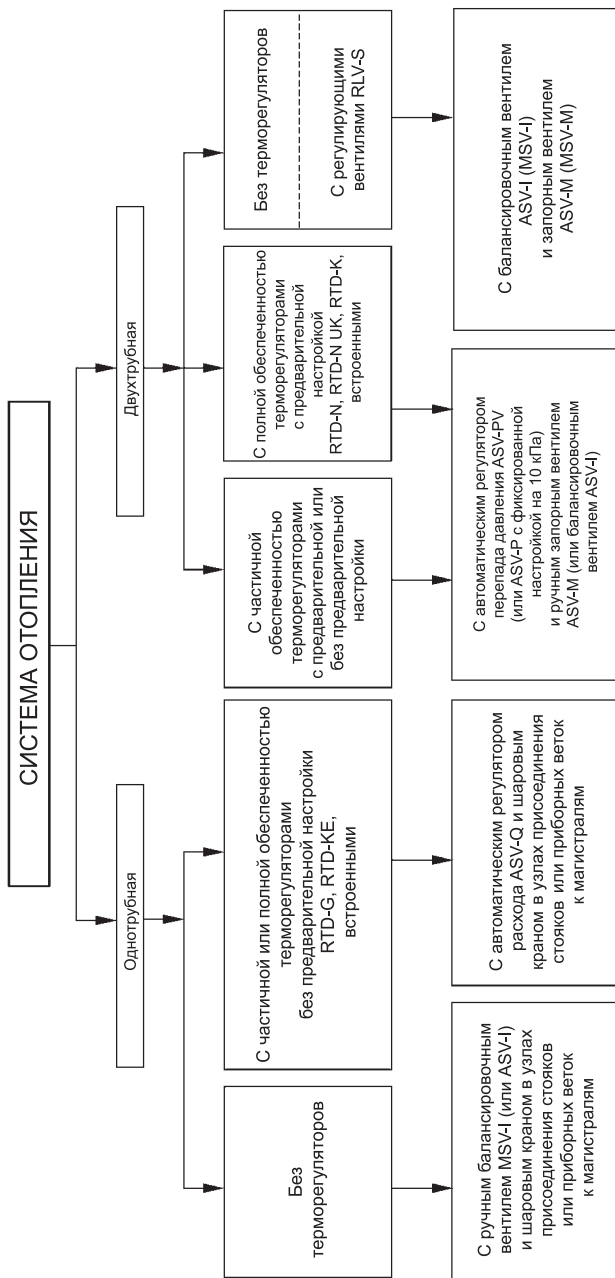 СИСТЕМА ОТОПЛЕНИЯ
Однотрубная
Двухтрубная
Без
терморегуляторов
С частичной или полной обеспеченностью
терморегуляторами
без предварительной настройки
RTD-G, RTD-KE,
встроенными
С частичной
обеспеченностью
терморегуляторами
с предварительной или
без предварительной
настройки
С полной обеспеченностью
терморегуляторами
с предварительной
настройкой
RTD-N, RTD-N UK, RTD-K,
встроенными
Без терморегуляторов
С регулирующими
вентилями RLV-S
С ручным балансировочным
вентилем MSV-I (или ASV-I)
и шаровым краном в узлах
присоединения стояков
или приборных веток
к магистралям
С автоматическим регулятором
расхода ASV-Q и шаровым
краном в узлах присоединения
стояков или приборных веток
к магистралям
С автоматическим регулятором
перепада давления ASV-PV
(или ASV-P с фиксированной
настройкой на 10 кПа)
и ручным запорным вентилем
ASV-M (или балансировочным
вентилем ASV-I)
С балансировочным вентилем
ASV-I (MSV-I)
и запорным вентилем
ASV-M (MSV-M)